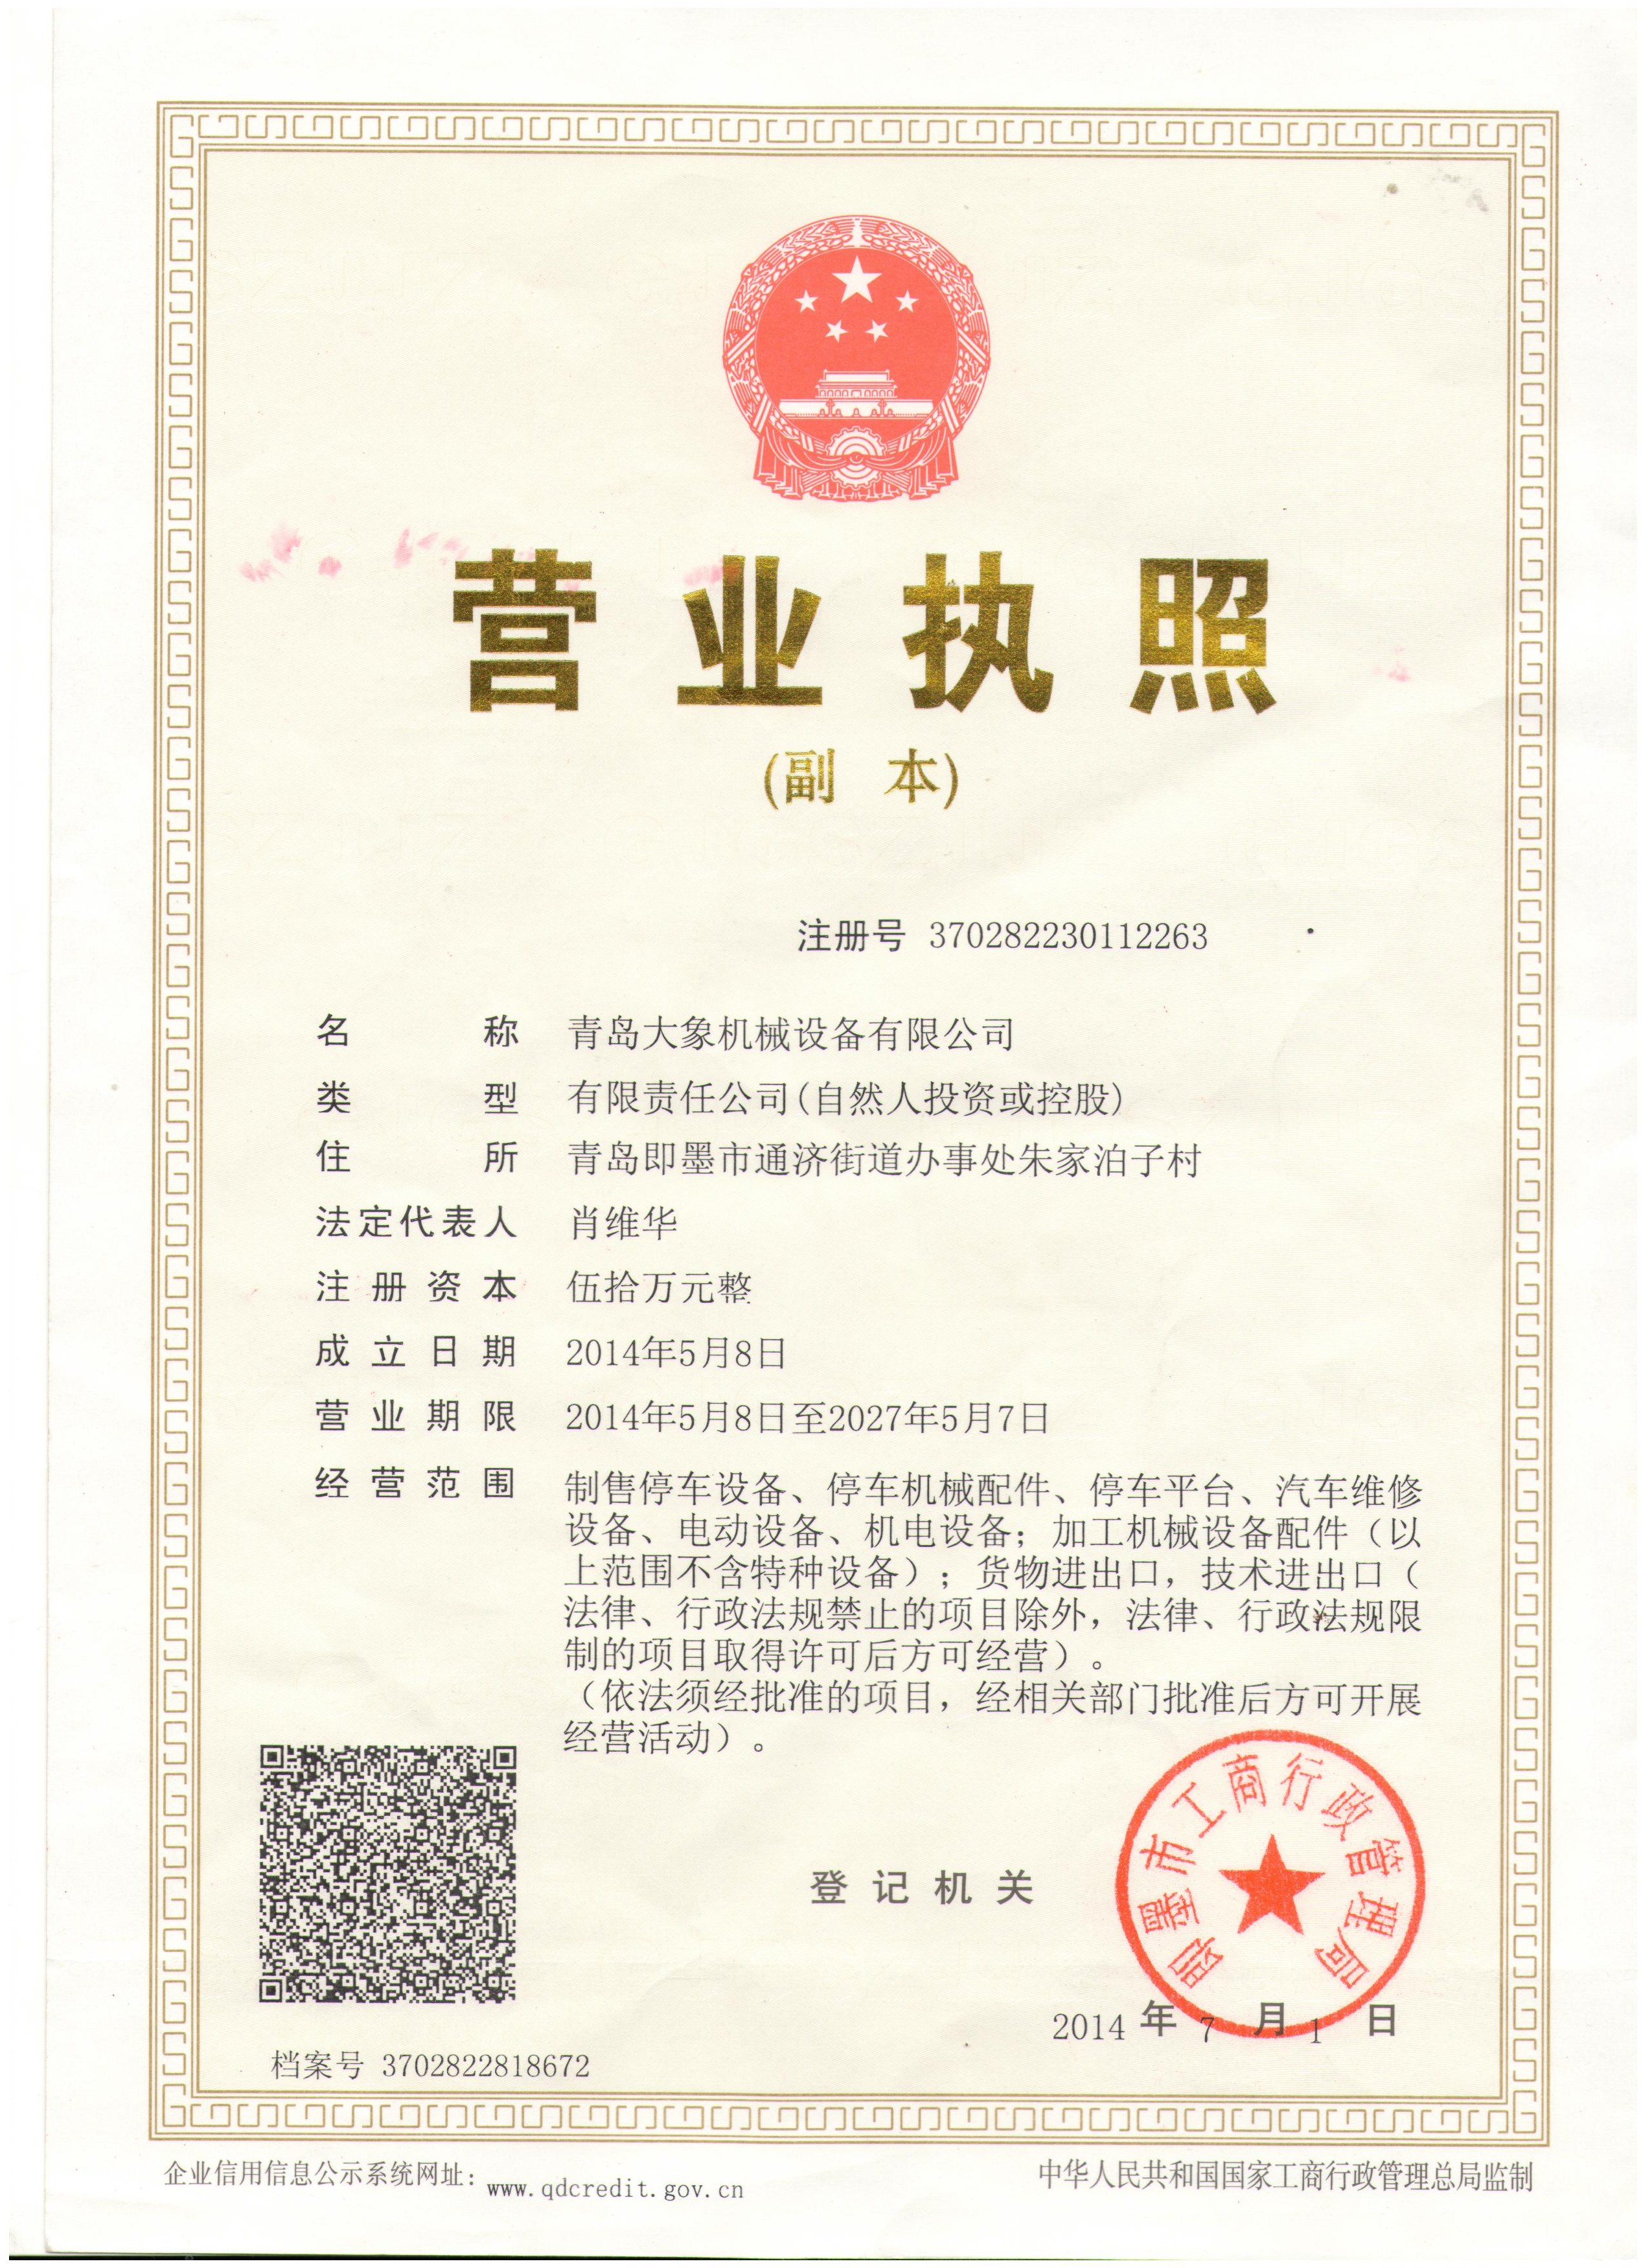 营业执照
(副 本)
注册号 370282230112263
名称 青岛大象机械设备有限公司
类型 有限责任公司(自然人投资或控股)
住所 青岛即墨市通济街道办事处朱家泊子村
法定代表人 肖维华
注册资本 伍拾万元整
成立日期 2014年5月8日
营业期限 2014年5月8日至2027年5月7日
经营范围 制售停车设备、停车机械配件、停车平台、汽车维修
设备、电动设备、机电设备；加工机械设备配件（以
上范围不含特种设备）；货物进出口，技术进出口（
法律、行政法规禁止的项目除外，法律、行政法规限
制的项目取得许可后方可经营）。
（依法须经批准的项目，经相关部门批准后方可开展
经营活动）。
登记机关
即墨市工商行政管理局
2014 年 7 月 1 日
档案号 3702822818672
企业信用信息公示系统网址: www.qdcredit.gov.cn
中华人民共和国国家工商行政管理总局监制